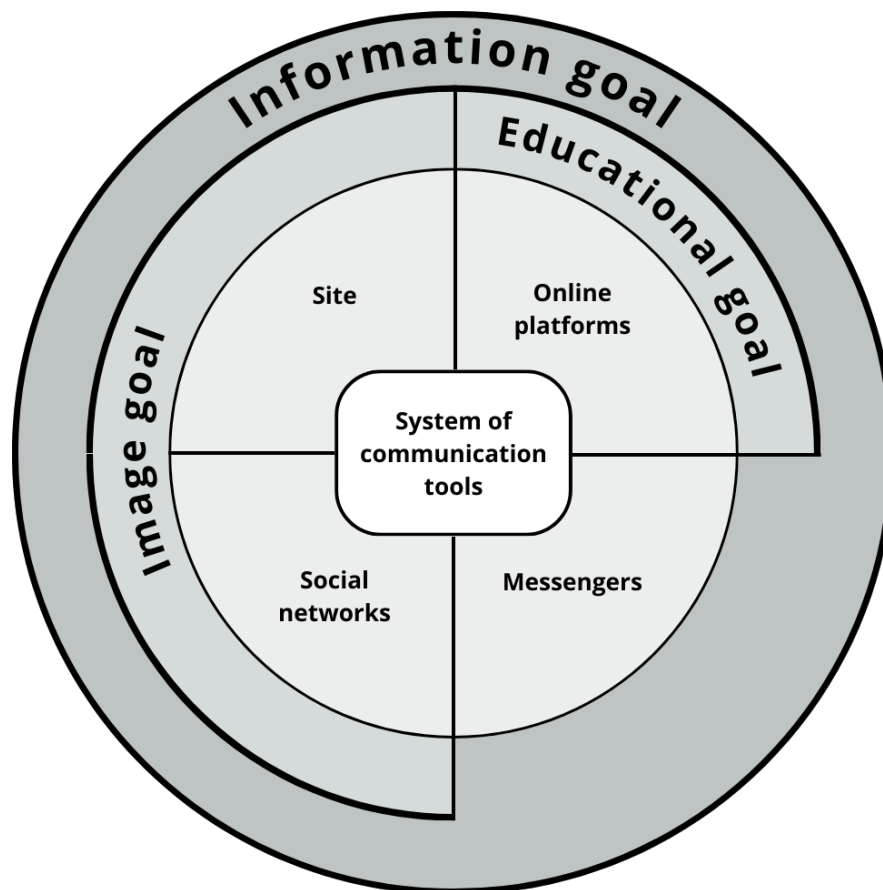 Information goal
Educational goal
Image goal
Site
Online
platforms
System of
communication
tools
Social
networks
Messengers